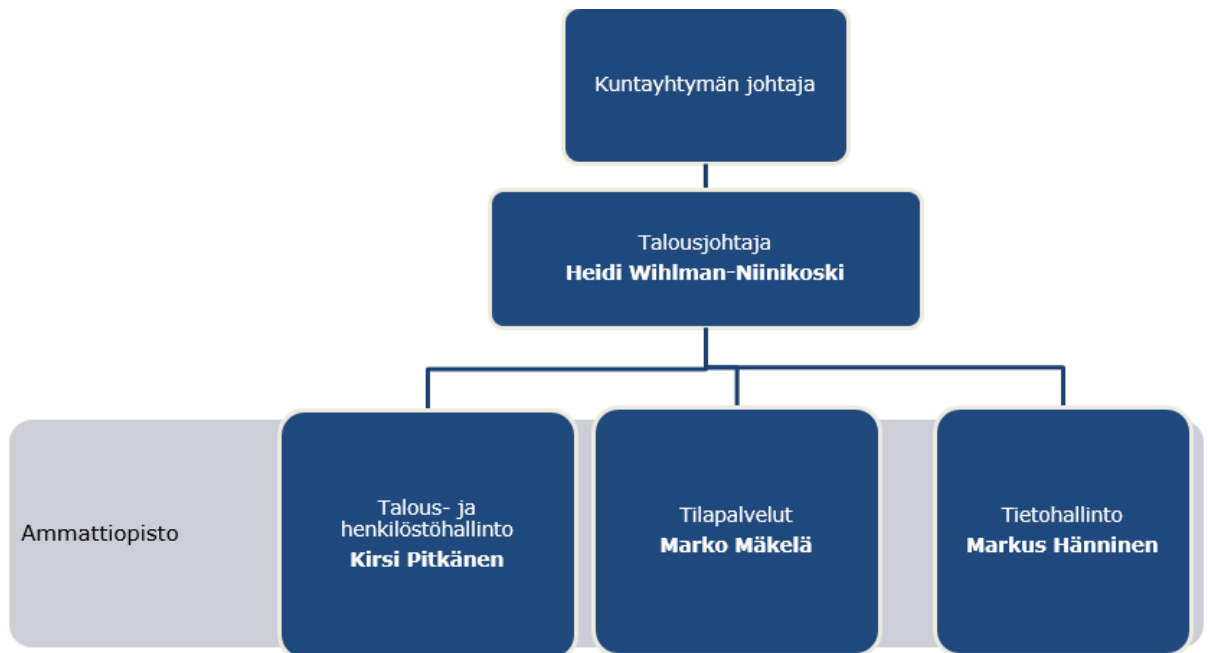 Kuntayhtymän johtaja
Talousjohtaja
Heidi Wihlman-Niinikoski
Ammattiopisto
Talous- ja
henkilöstöhallinto
Kirsi Pitkänen
Tilapalvelut
Marko Mäkelä
Tietohallinto
Markus Hänninen